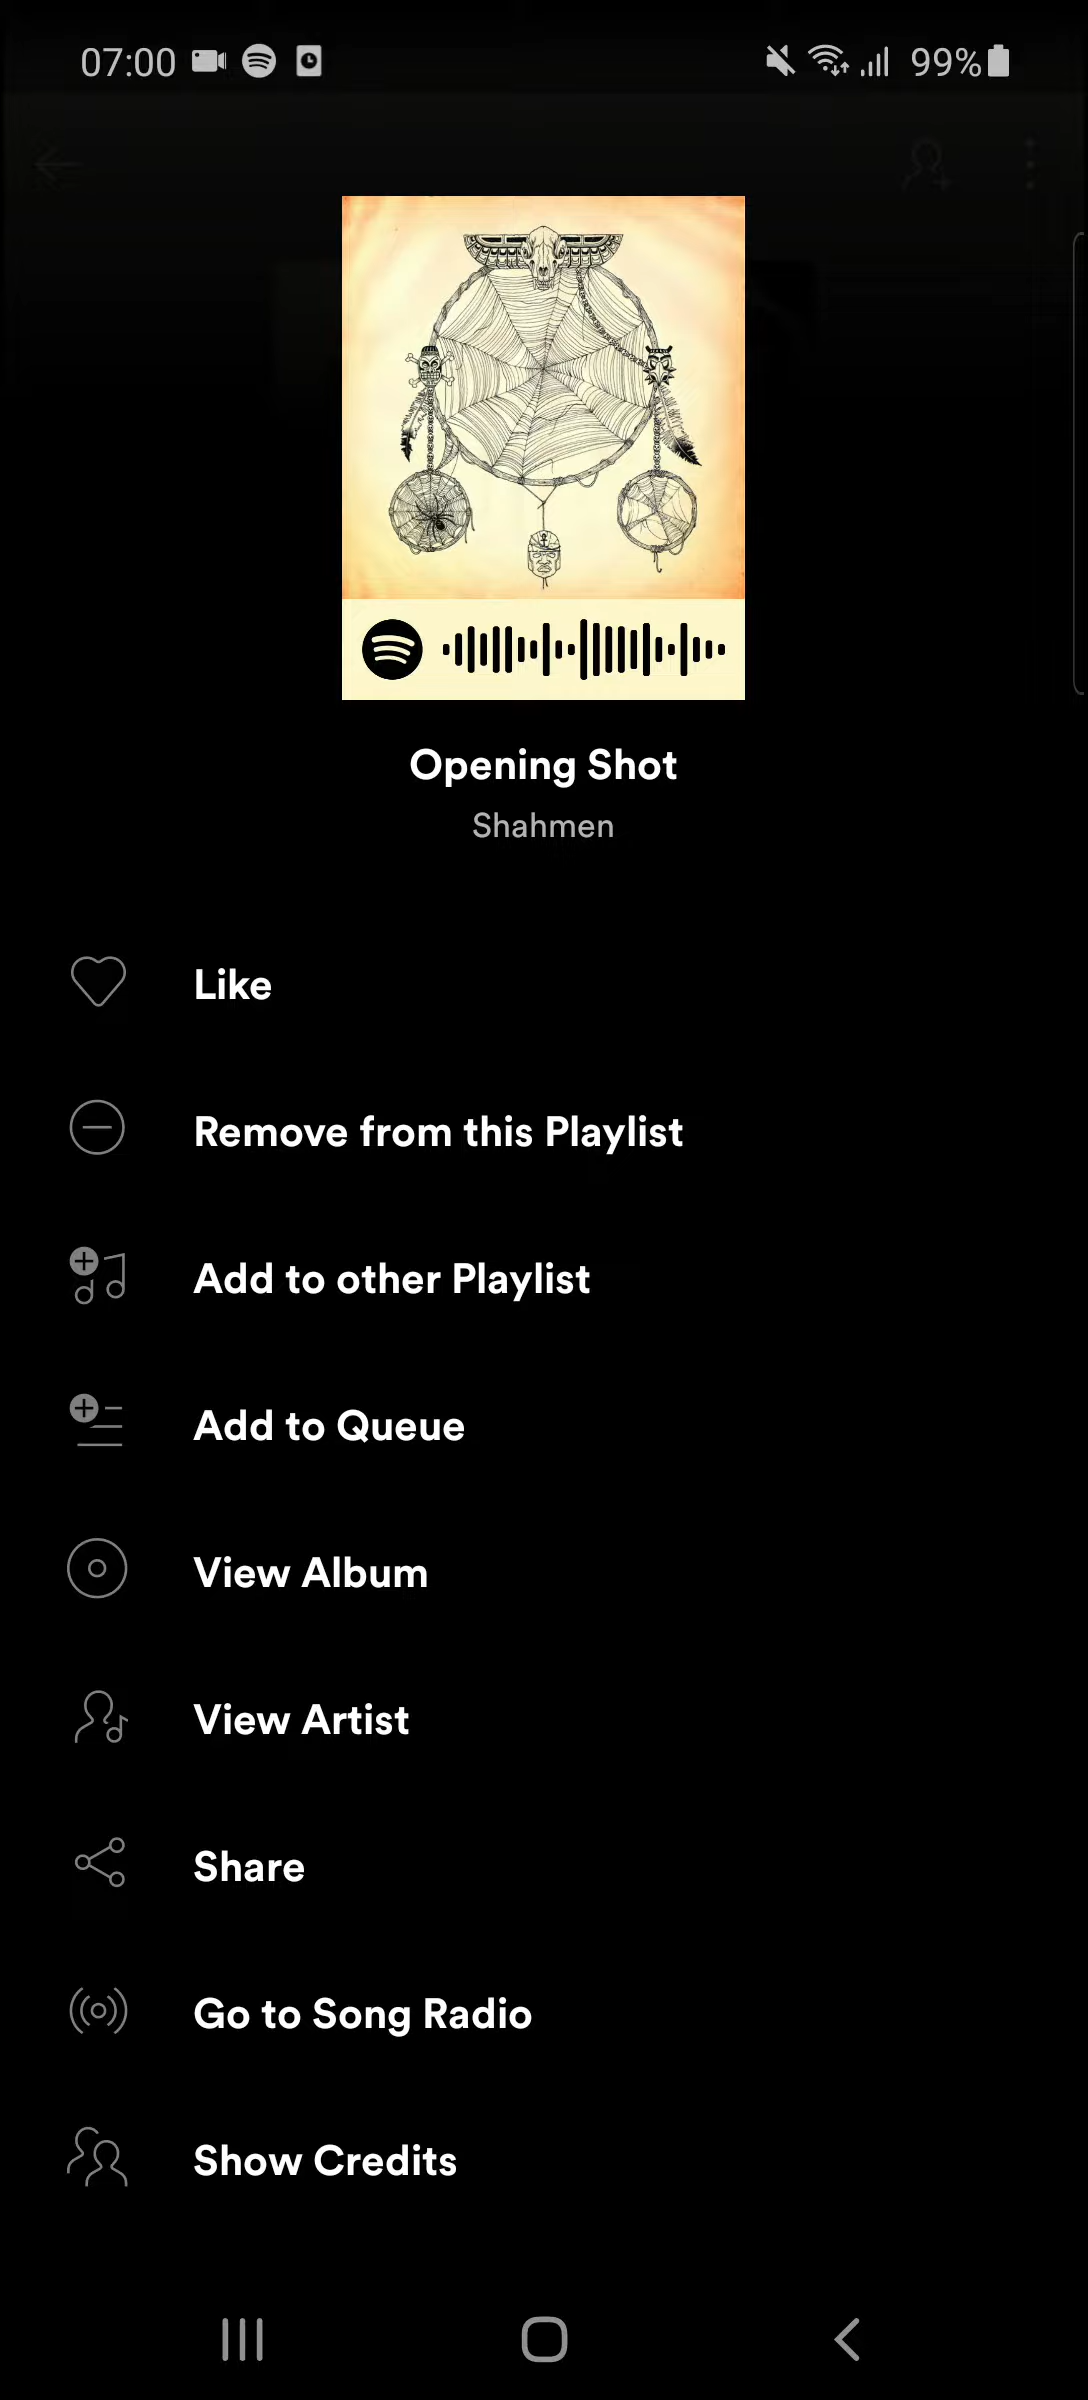 07:00
99%
Opening Shot
Shahmen
Like
Remove from this Playlist
Add to other Playlist
Add to Queue
View Album
View Artist
Share
Go to Song Radio
Show Credits